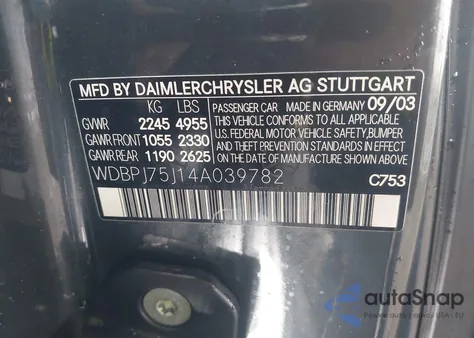 MFD BY DAIMLERCHRYSLER AG STUTTGART
KG LBS PASSENGER CAR MADE IN GERMANY 09/03
GVWR 2245 4955 THIS VEHICLE CONFORMS TO ALL APPLICABLE
GAWR FRONT 1055 2330 U.S. FEDERAL MOTOR VEHICLE SAFETY, BUMPER
GAWR REAR 1190 2625 AND THEFT PREVENTION STANDARDS IN EFFECT
ON THE DATE OF MANUFACTURE SHOWN ABOVE.
WDBPJ75J14A039782 C753
autoSnap